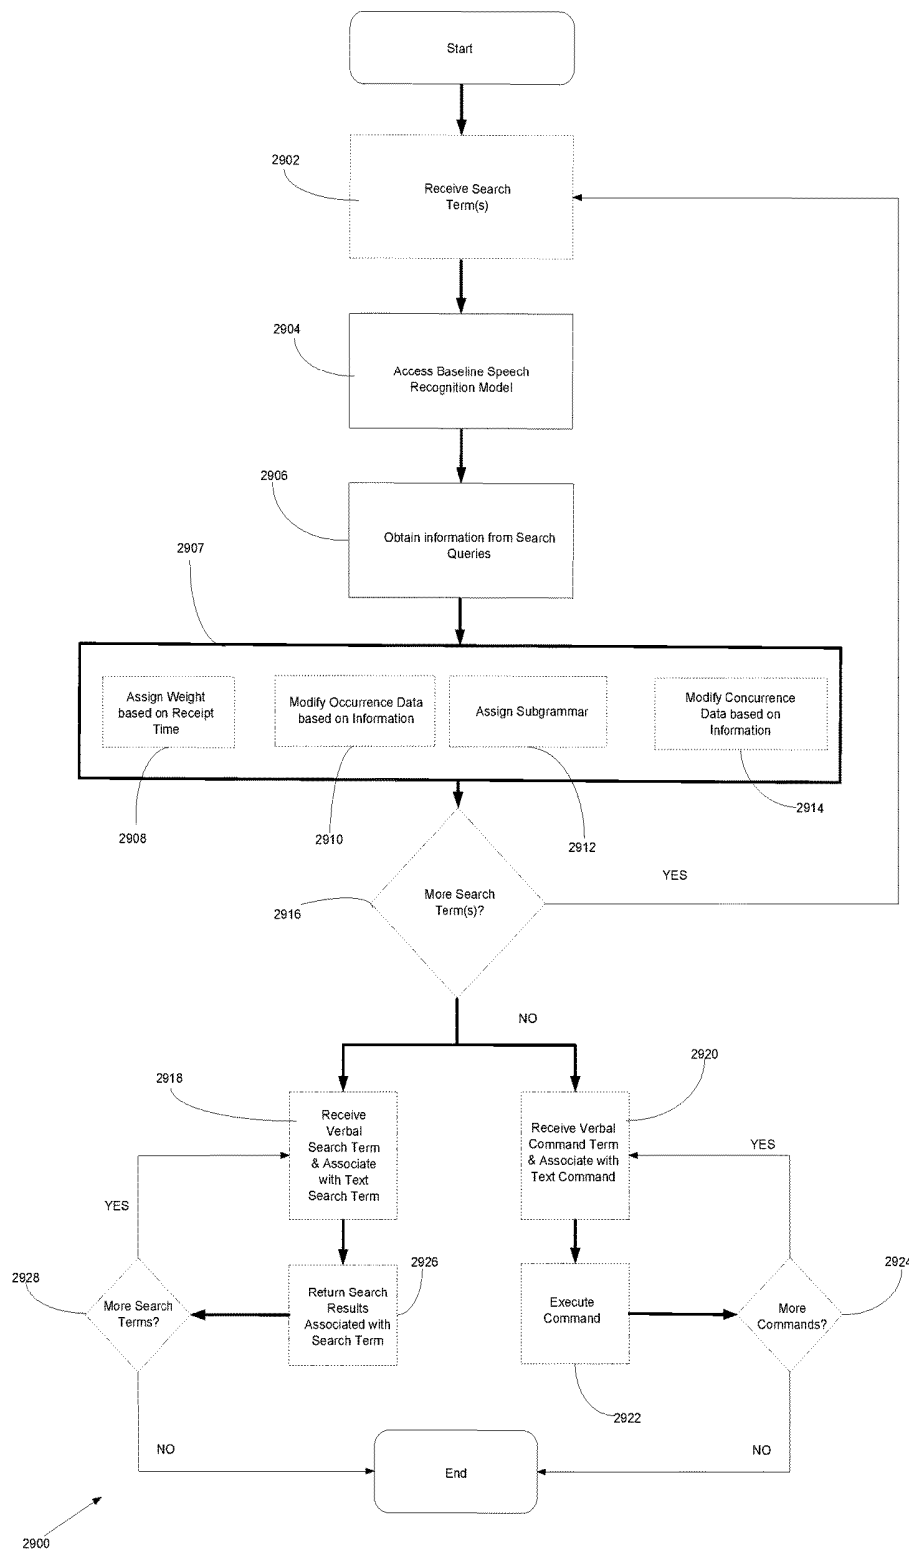 Start
2902
Receive Search
Term(s)
2904
Access Baseline Speech
Recognition Model
2906
Obtain information from Search
Queries
2907
Assign Weight
based on Receipt
Time
Modify Occurrence Data
based on Information
Assign Subgrammar
Modify Concurrence
Data based on
Information
2908
2910
2912
2914
YES
More Search
Term(s)?
2916
NO
2918
2920
Receive
Verbal
Search Term
& Associate
with Text
Search Term
Receive Verbal
Command Term
& Associate with
Text Command
YES
YES
2928
More Search
Terms?
2926
Return Search
Results
Associated with
Search Term
Execute
Command
2922
2924
More
Commands?
NO
NO
End
2900